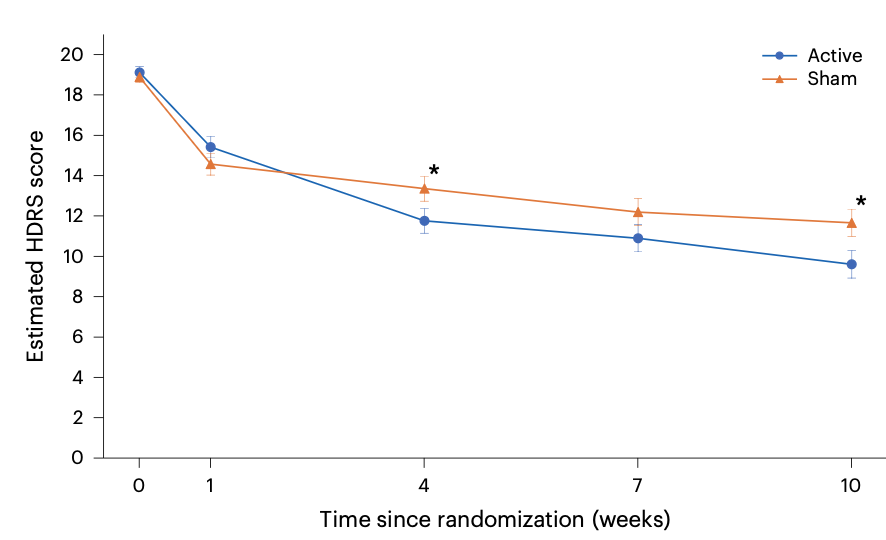 20
18
16
14
12
10
8
6
4
2
0
Estimated HDRS score
Active
Sham
*
*
0 1 4 7 10
Time since randomization (weeks)